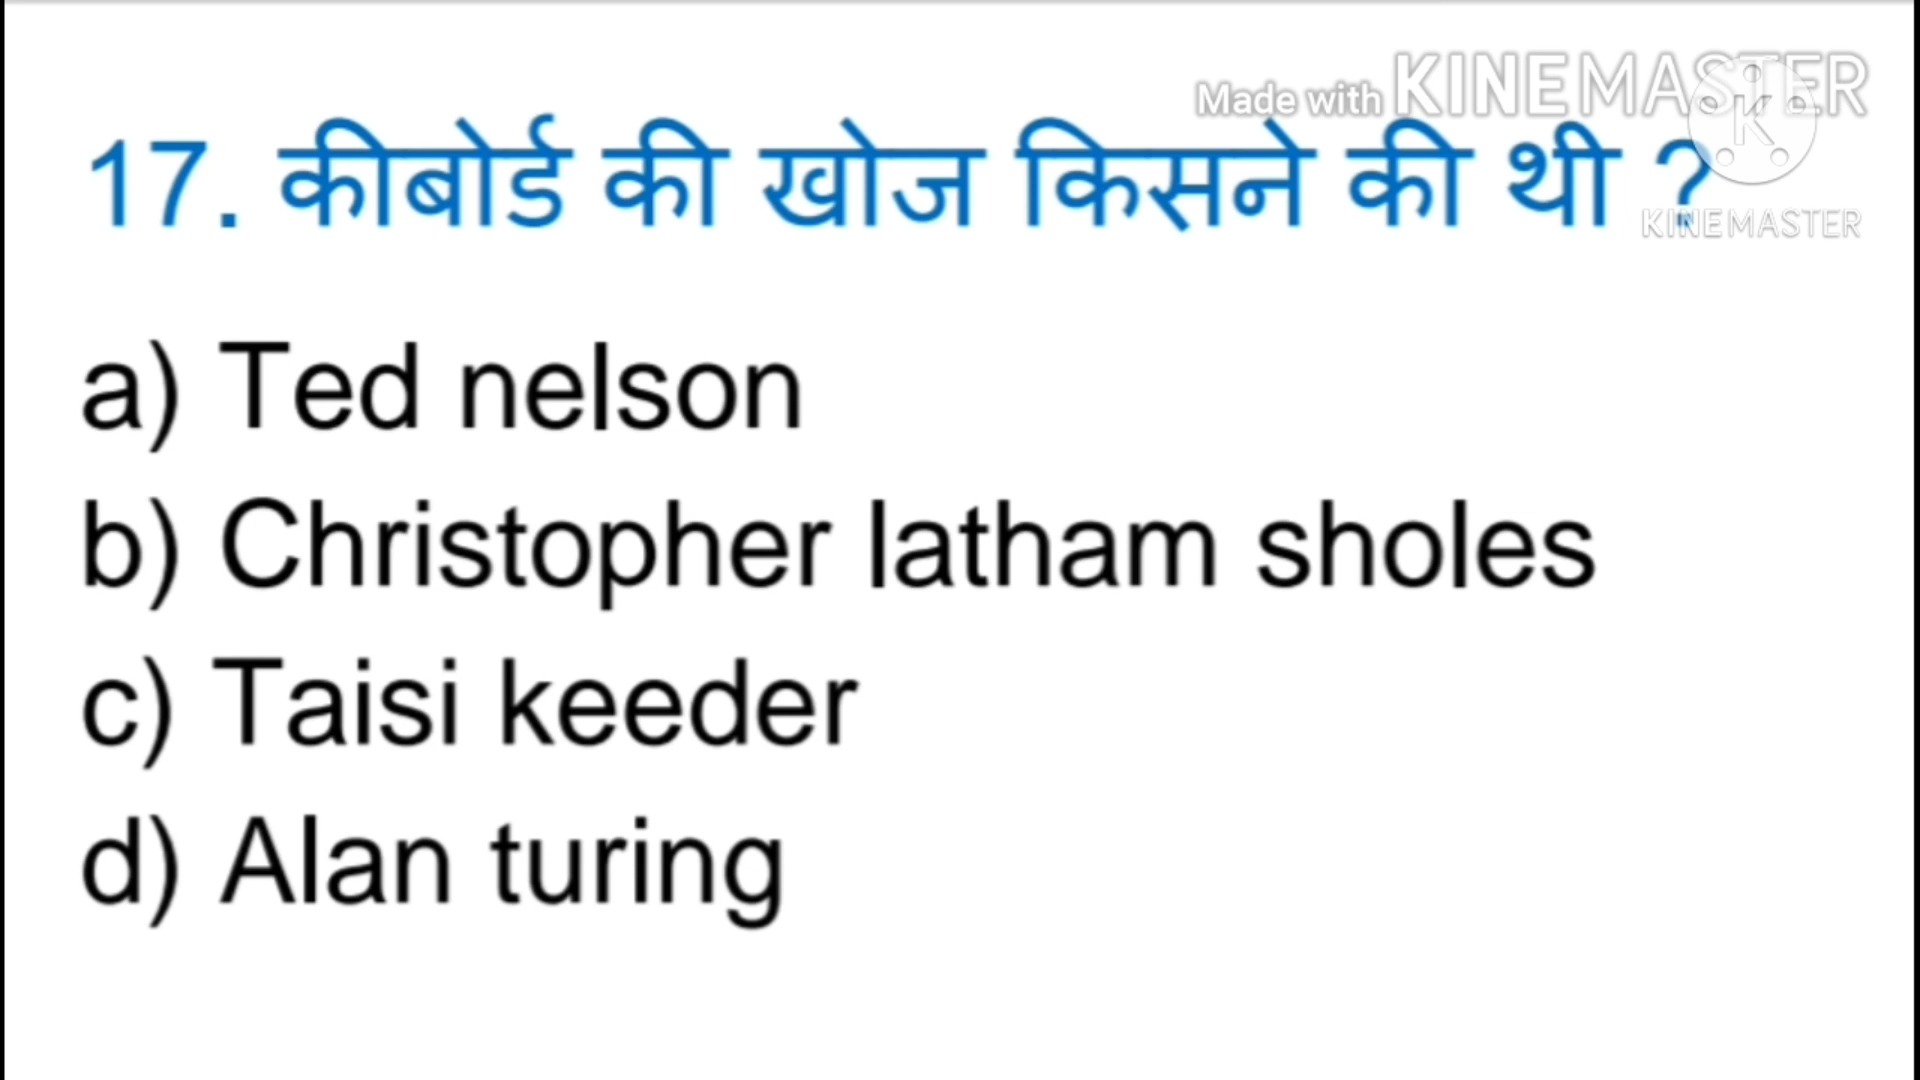 Made with KINEMASTER
17. कीबोर्ड की खोज किसने की थी ?
K
KINEMASTER
a) Ted nelson
b) Christopher latham sholes
c) Taisi keeder
d) Alan turing